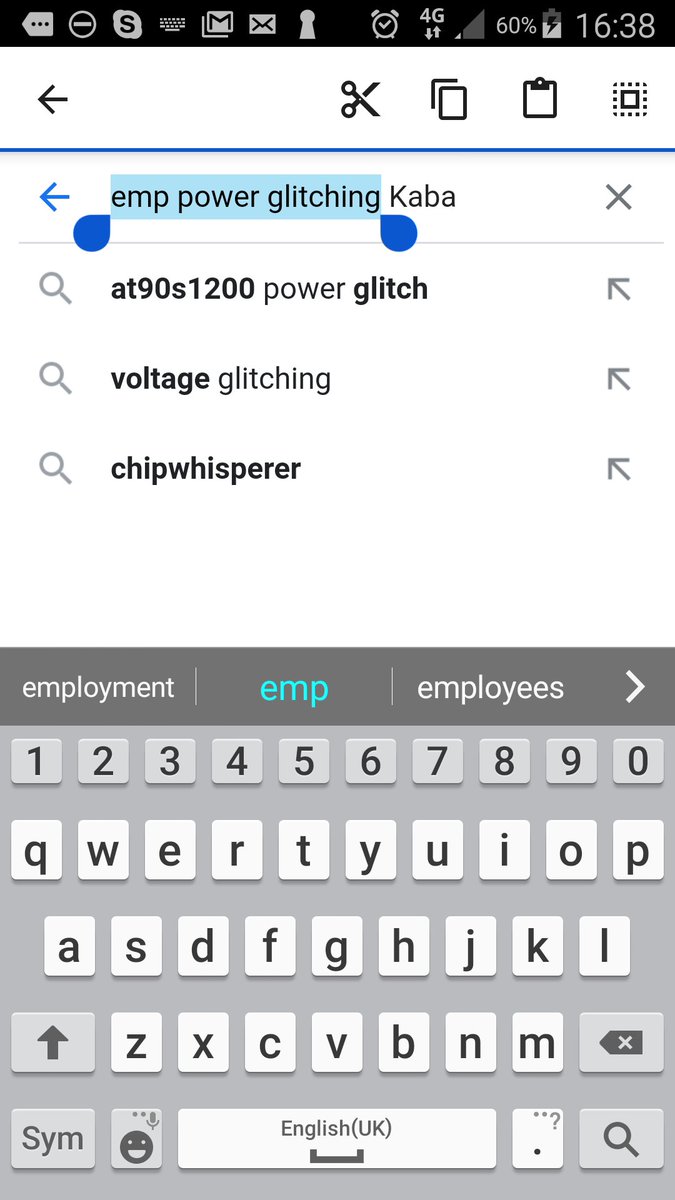 4G 60% 16:38
emp power glitching Kaba
at90s1200 power glitch
voltage glitching
chipwhisperer
employment emp employees
1 2 3 4 5 6 7 8 9 0
q w e r t y u i o p
a s d f g h j k l
z x c v b n m
Sym English(UK) . ?